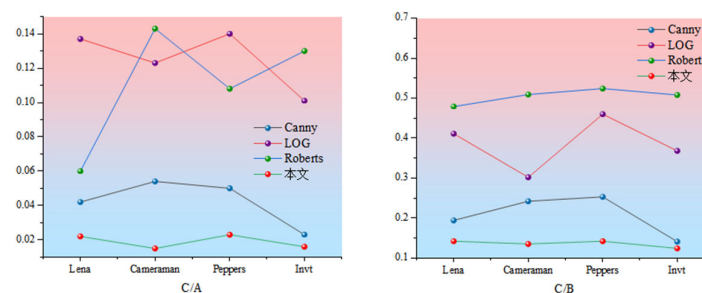 0.14
0.12
0.10
0.08
0.06
0.04
0.02
Canny
LOG
Roberts
本文
Lena
Cameraman
Peppers
Invt
C/A
0.7
0.6
0.5
0.4
0.3
0.2
0.1
Canny
LOG
Roberts
本文
Lena
Cameraman
Peppers
Invt
C/B